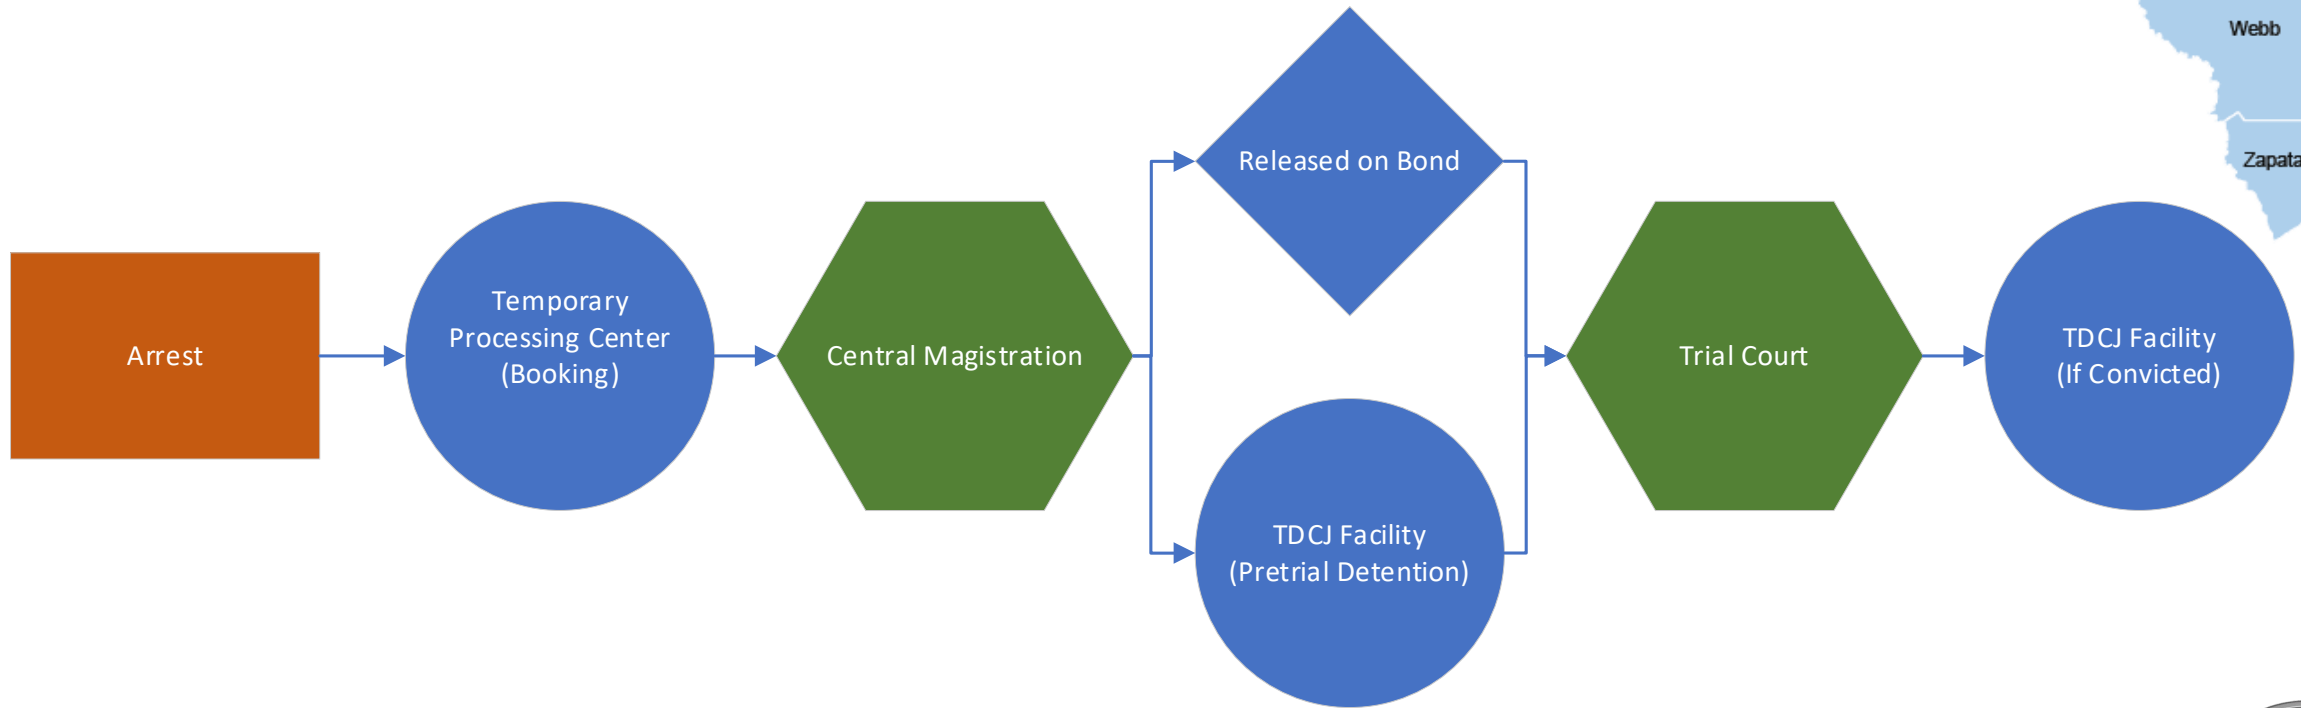 Webb
Zapata
Arrest
Temporary
Processing Center
(Booking)
Central Magistration
Released on Bond
TDCJ Facility
(Pretrial Detention)
Trial Court
TDCJ Facility
(If Convicted)